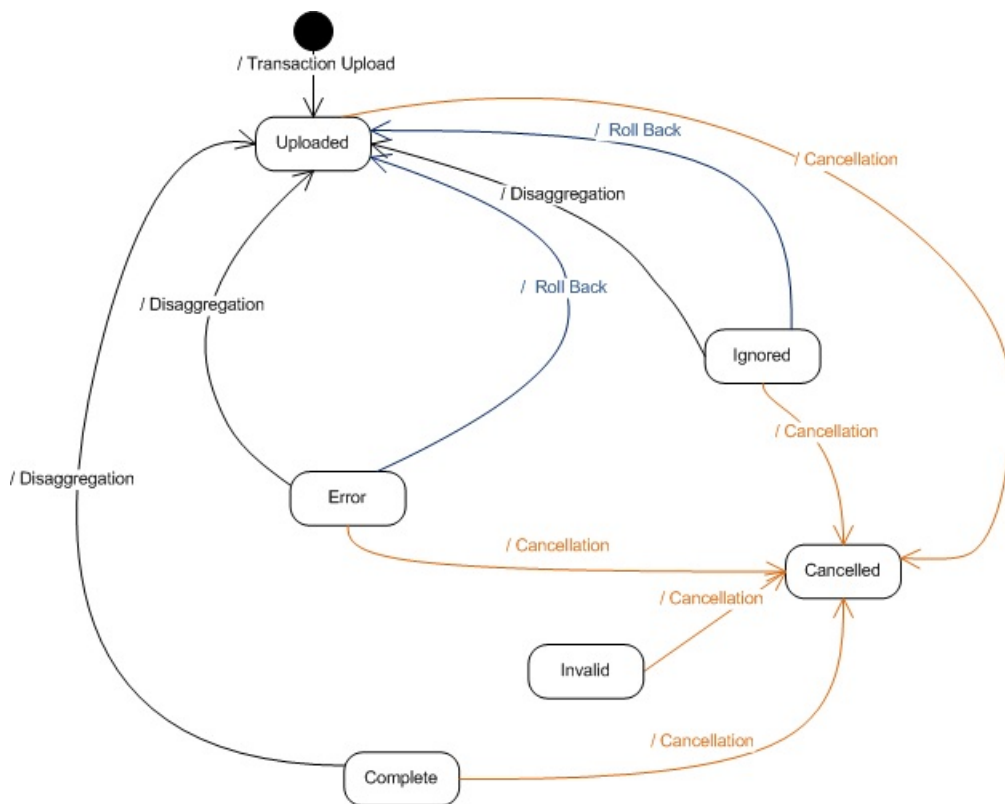 / Transaction Upload
Uploaded
/ Roll Back
/ Cancellation
/ Disaggregation
/ Disaggregation
/ Roll Back
Ignored
/ Cancellation
/ Disaggregation
Error
/ Cancellation
Cancelled
/ Cancellation
Invalid
/ Cancellation
Complete